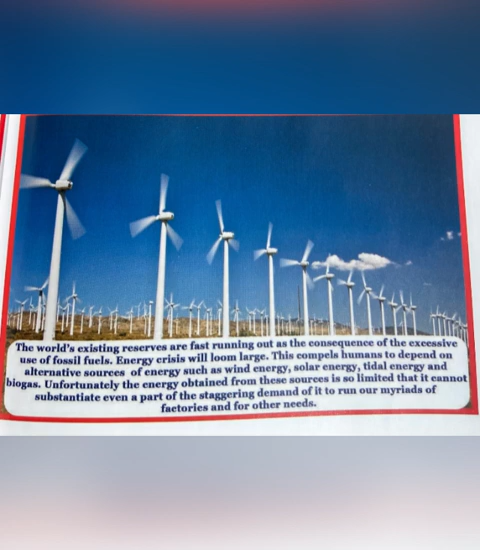 The world's existing reserves are fast running out as the consequence of the excessive
use of fossil fuels. Energy crisis will loom large. This compels humans to depend on
alternative sources of energy such as wind energy, solar energy, tidal energy and
biogas. Unfortunately the energy obtained from these sources is so limited that it cannot
substantiate even a part of the staggering demand of it to run our myriads of
factories and for other needs.